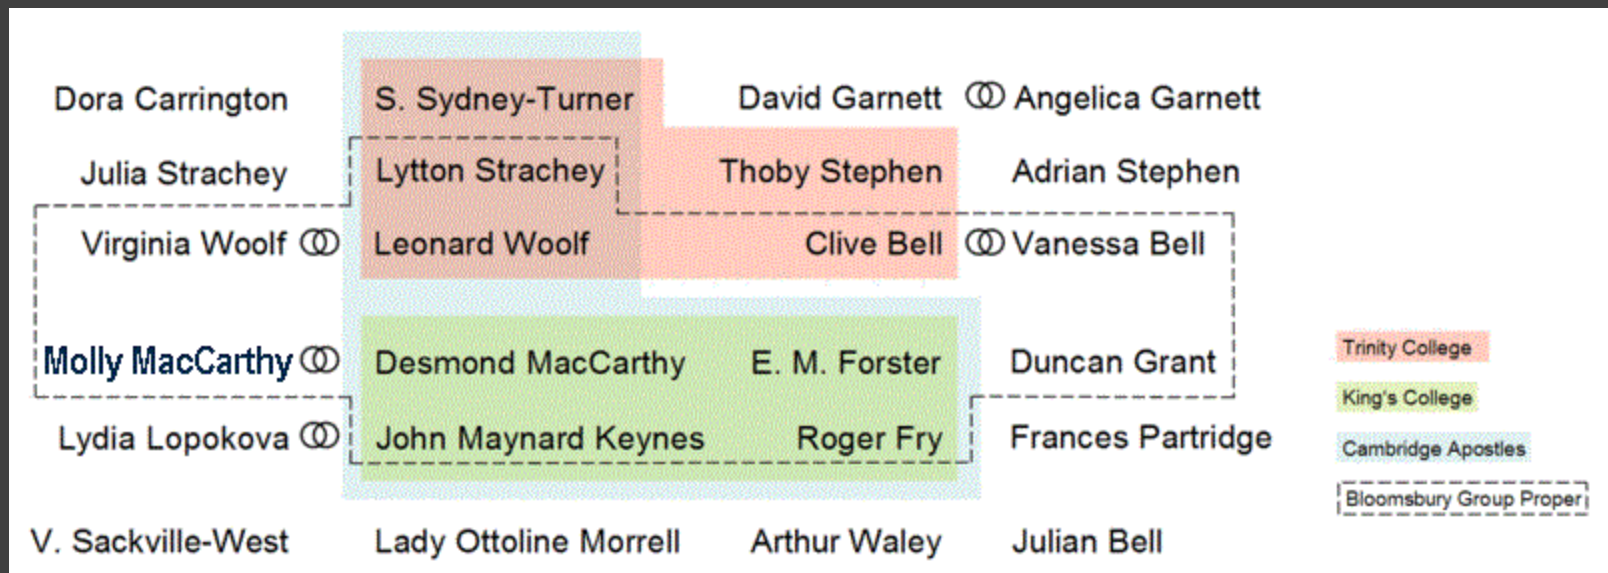 Dora Carrington S. Sydney-Turner David Garnett Angelica Garnett
Julia Strachey Lytton Strachey Thoby Stephen Adrian Stephen
Virginia Woolf Leonard Woolf Clive Bell Vanessa Bell
Molly MacCarthy Desmond MacCarthy E. M. Forster Duncan Grant
Lydia Lopokova John Maynard Keynes Roger Fry Frances Partridge
V. Sackville-West Lady Ottoline Morrell Arthur Waley Julian Bell
Trinity College
King's College
Cambridge Apostles
Bloomsbury Group Proper